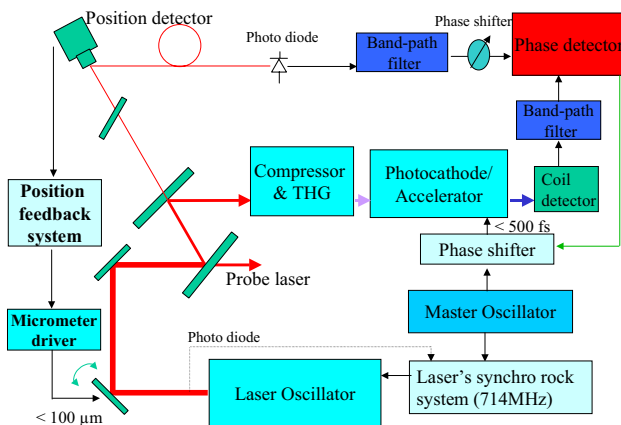 Position detector
Photo diode
Band-path
filter
Phase shifter
Phase detector
Band-path
filter
Compressor
& THG
Photocathode/
Accelerator
Coil
detector
Position
feedback
system
< 500 fs
Phase shifter
Probe laser
Master Oscillator
Micrometer
driver
Photo diode
Laser Oscillator
Laser's synchro rock
system (714MHz)
< 100 µm